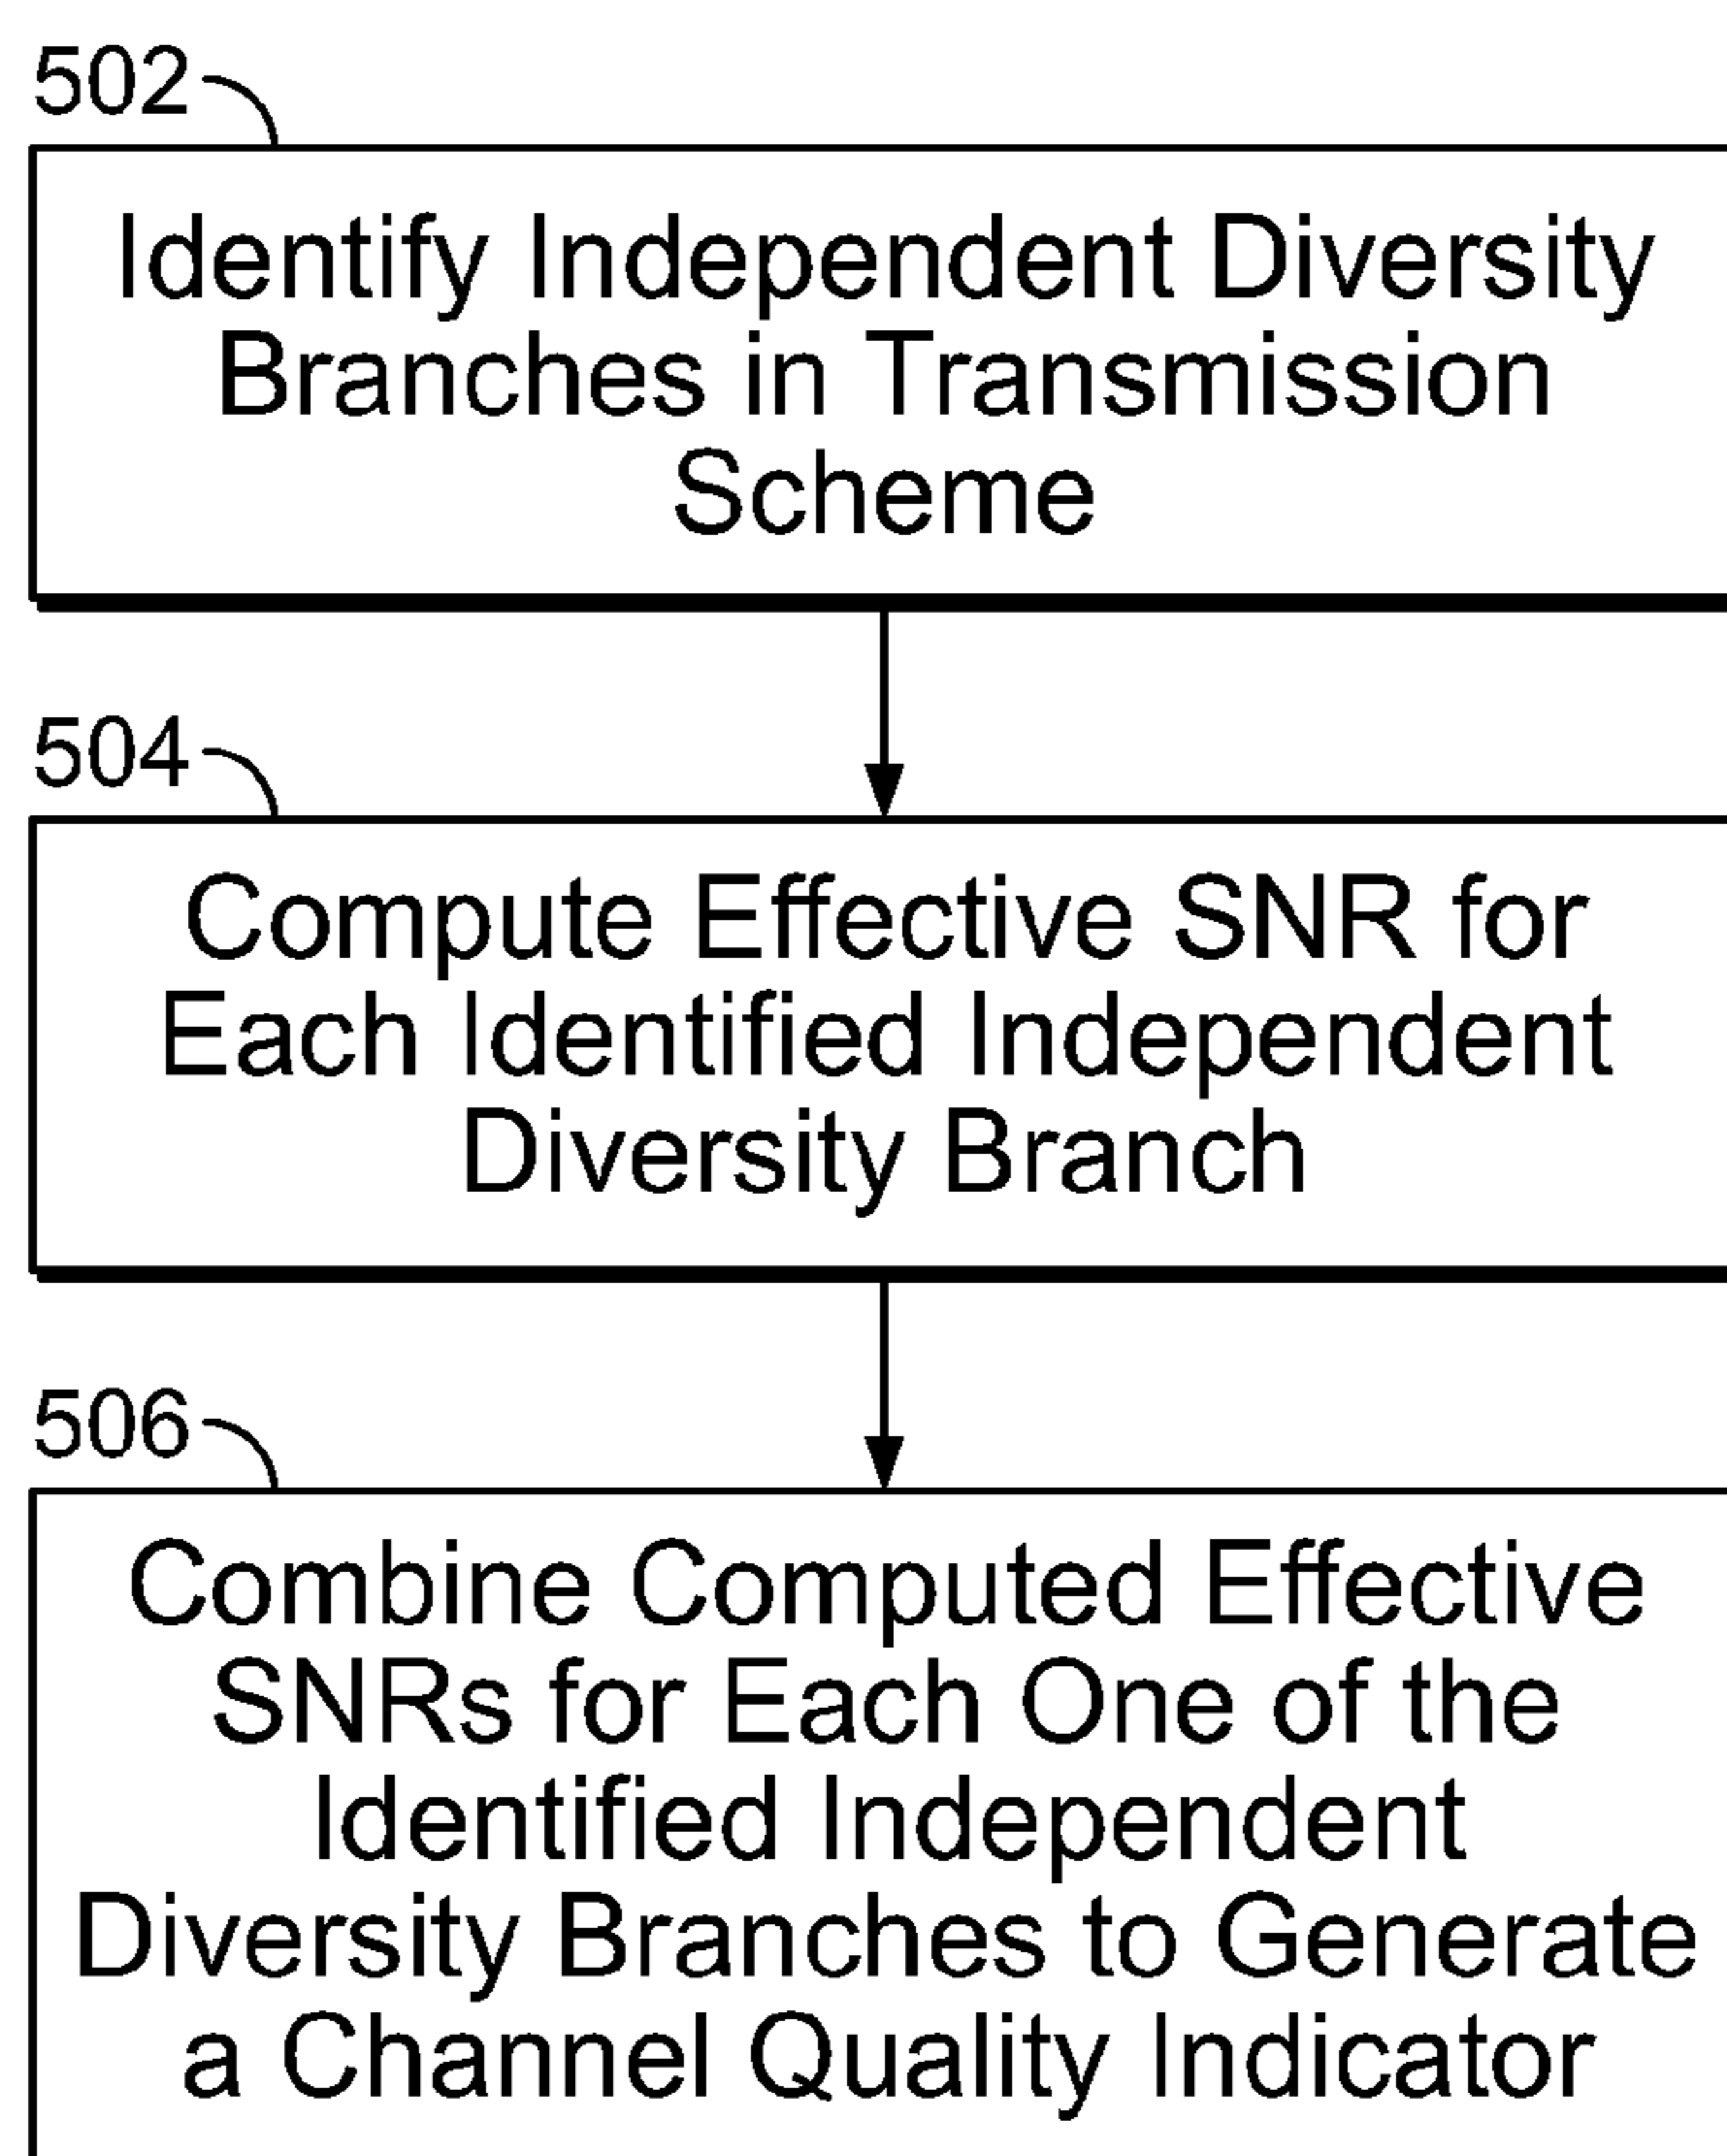 502
Identify Independent Diversity
Branches in Transmission
Scheme
504
Compute Effective SNR for
Each Identified Independent
Diversity Branch
506
Combine Computed Effective
SNRs for Each One of the
Identified Independent
Diversity Branches to Generate
a Channel Quality Indicator